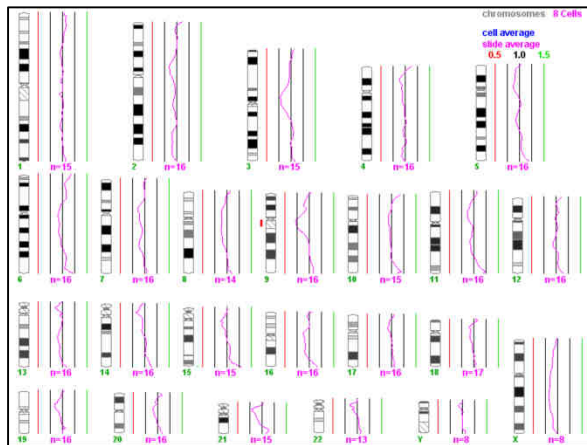 chromosomes 8 Cells
cell average
slide average
0.5 1.0 1.5
1 n=15
2 n=16
3 n=15
4 n=16
5 n=16
6 n=16
7 n=16
8 n=14
9 n=16
10 n=15
11 n=16
12 n=16
13 n=16
14 n=16
15 n=15
16 n=16
17 n=16
18 n=17
19 n=16
20 n=16
21 n=15
22 n=13
Y n=8
X n=8